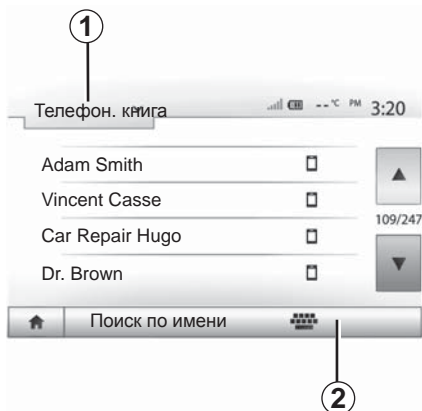 1
Телефон. книга
--°C PM 3:20
Adam Smith
Vincent Casse
Car Repair Hugo
109/247
Dr. Brown
Поиск по имени
2